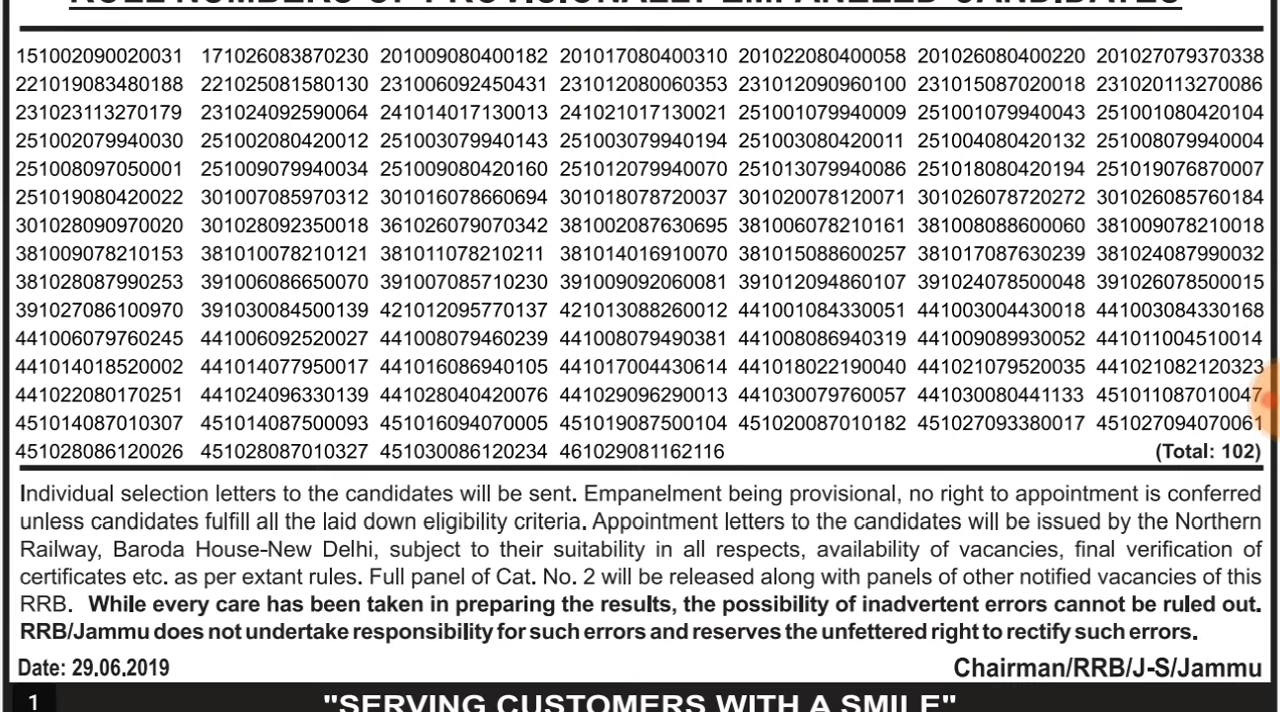 ROLL NUMBERS OF PROVISIONALLY EMPANELED CANDIDATES
151002090020031 171026083870230 201009080400182 201017080400310 201022080400058 201026080400220 201027079370338
221019083480188 221025081580130 231006092450431 231012080060353 231012090960100 231015087020018 231020113270086
231023113270179 231024092590064 241014017130013 241021017130021 251001079940009 251001079940043 251001080420104
251002079940030 251002080420012 251003079940143 251003079940194 251003080420011 251004080420132 251008079940004
251008097050001 251009079940034 251009080420160 251012079940070 251013079940086 251018080420194 251019076870007
251019080420022 301007085970312 301016078660694 301018078720037 301020078120071 301026078720272 301026085760184
301028090970020 301028092350018 361026079070342 381002087630695 381006078210161 381008088600060 381009078210018
381009078210153 381010078210121 381011078210211 381014016910070 381015088600257 381017087630239 381024087990032
381028087990253 391006086650070 391007085710230 391009092060081 391012094860107 391024078500048 391026078500015
391027086100970 391030084500139 421012095770137 421013088260012 441001084330051 441003004430018 441003084330168
441006079760245 441006092520027 441008079460239 441008079490381 441008086940319 441009089930052 441011004510014
441014018520002 441014077950017 441016086940105 441017004430614 441018022190040 441021079520035 441021082120323
441022080170251 441024096330139 441028040420076 441029096290013 441030079760057 441030080441133 451011087010047
451014087010307 451014087500093 451016094070005 451019087500104 451020087010182 451027093380017 451027094070061
451028086120026 451028087010327 451030086120234 461029081162116 (Total: 102)
Individual selection letters to the candidates will be sent. Empanelment being provisional, no right to appointment is conferred
unless candidates fulfill all the laid down eligibility criteria. Appointment letters to the candidates will be issued by the Northern
Railway, Baroda House-New Delhi, subject to their suitability in all respects, availability of vacancies, final verification of
certificates etc. as per extant rules. Full panel of Cat. No. 2 will be released along with panels of other notified vacancies of this
RRB. While every care has been taken in preparing the results, the possibility of inadvertent errors cannot be ruled out.
RRB/Jammu does not undertake responsibility for such errors and reserves the unfettered right to rectify such errors.
Date: 29.06.2019 Chairman/RRB/J-S/Jammu
1 "SERVING CUSTOMERS WITH A SMILE"